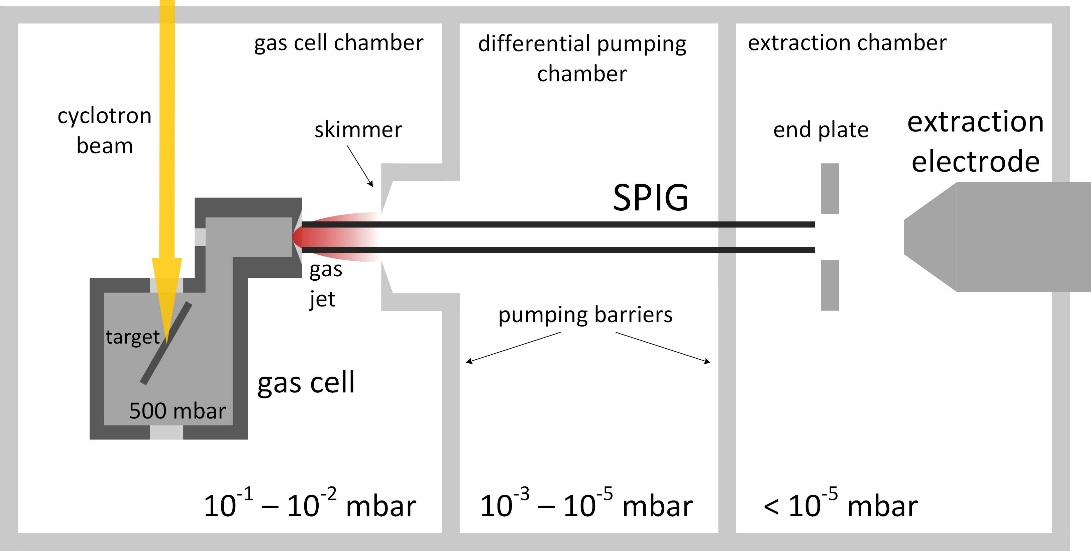 gas cell chamber
differential pumping
chamber
extraction chamber
cyclotron
beam
skimmer
end plate
extraction
electrode
SPIG
gas
jet
pumping barriers
target
gas cell
500 mbar
10⁻¹ – 10⁻² mbar
10⁻³ – 10⁻⁵ mbar
< 10⁻⁵ mbar